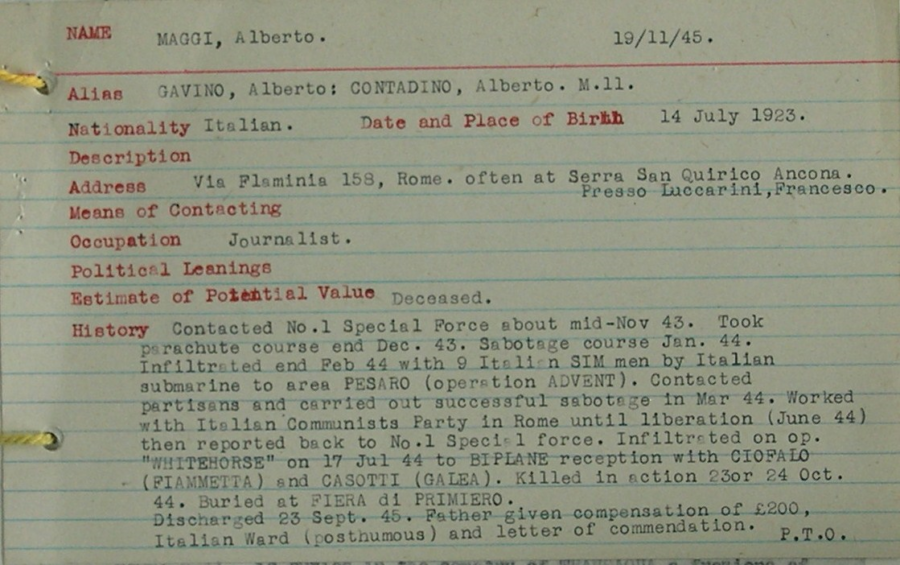 NAME MAGGI, Alberto. 19/11/45.
Alias GAVINO, Alberto: CONTADINO, Alberto. M.11.
Nationality Italian. Date and Place of Birth 14 July 1923.
Description
Address Via Flaminia 158, Rome. often at Serra San Quirico Ancona.
Presso Luccarini,Francesco.
Means of Contacting
Occupation Journalist.
Political Leanings
Estimate of Potential Value Deceased.
History Contacted No.1 Special Force about mid-Nov 43. Took
parachute course end Dec. 43. Sabotage course Jan. 44.
Infiltrated end Feb 44 with 9 Italian SIM men by Italian
submarine to area PESARO (operation ADVENT). Contacted
partisans and carried out successful sabotage in Mar 44. Worked
with Italian Communists Party in Rome until liberation (June 44)
then reported back to No.1 Special force. Infiltrated on op.
"WHITEHORSE" on 17 Jul 44 to BIPLANE reception with CIOFALO
(FIAMMETTA) and CASOTTI (GALEA). Killed in action 23or 24 Oct.
44. Buried at FIERA di PRIMIERO.
Discharged 23 Sept. 45. Father given compensation of £200,
Italian Ward (posthumous) and letter of commendation. P.T.O.